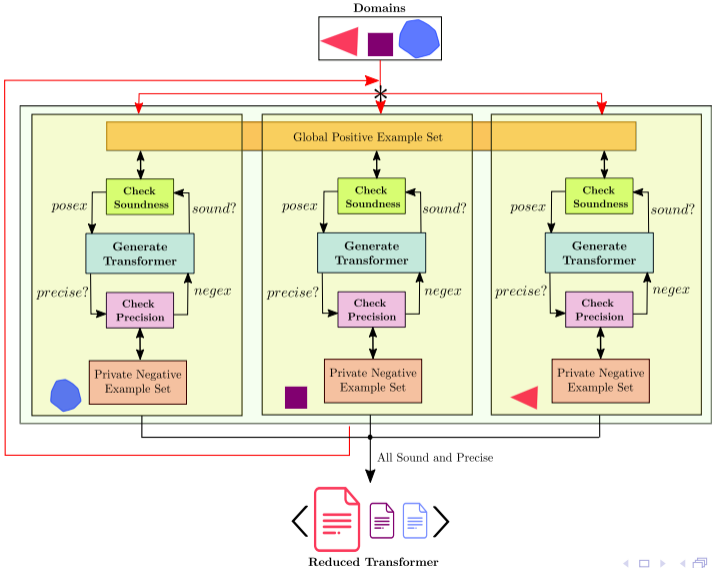 Domains
Global Positive Example Set
Check
Soundness
posex
sound?
Generate
Transformer
precise?
negex
Check
Precision
Private Negative
Example Set
Check
Soundness
posex
sound?
Generate
Transformer
precise?
negex
Check
Precision
Private Negative
Example Set
Check
Soundness
posex
sound?
Generate
Transformer
precise?
negex
Check
Precision
Private Negative
Example Set
All Sound and Precise
Reduced Transformer